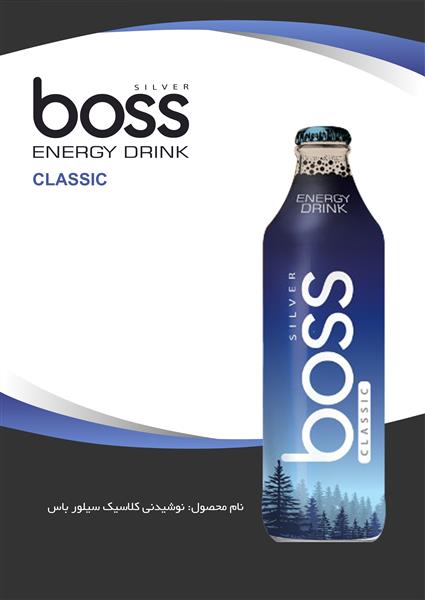 SILVER
boss
ENERGY DRINK
CLASSIC
ENERGY
DRINK
SILVER
boss
CLASSIC
نام محصول: نوشیدنی کلاسیک سیلور باس